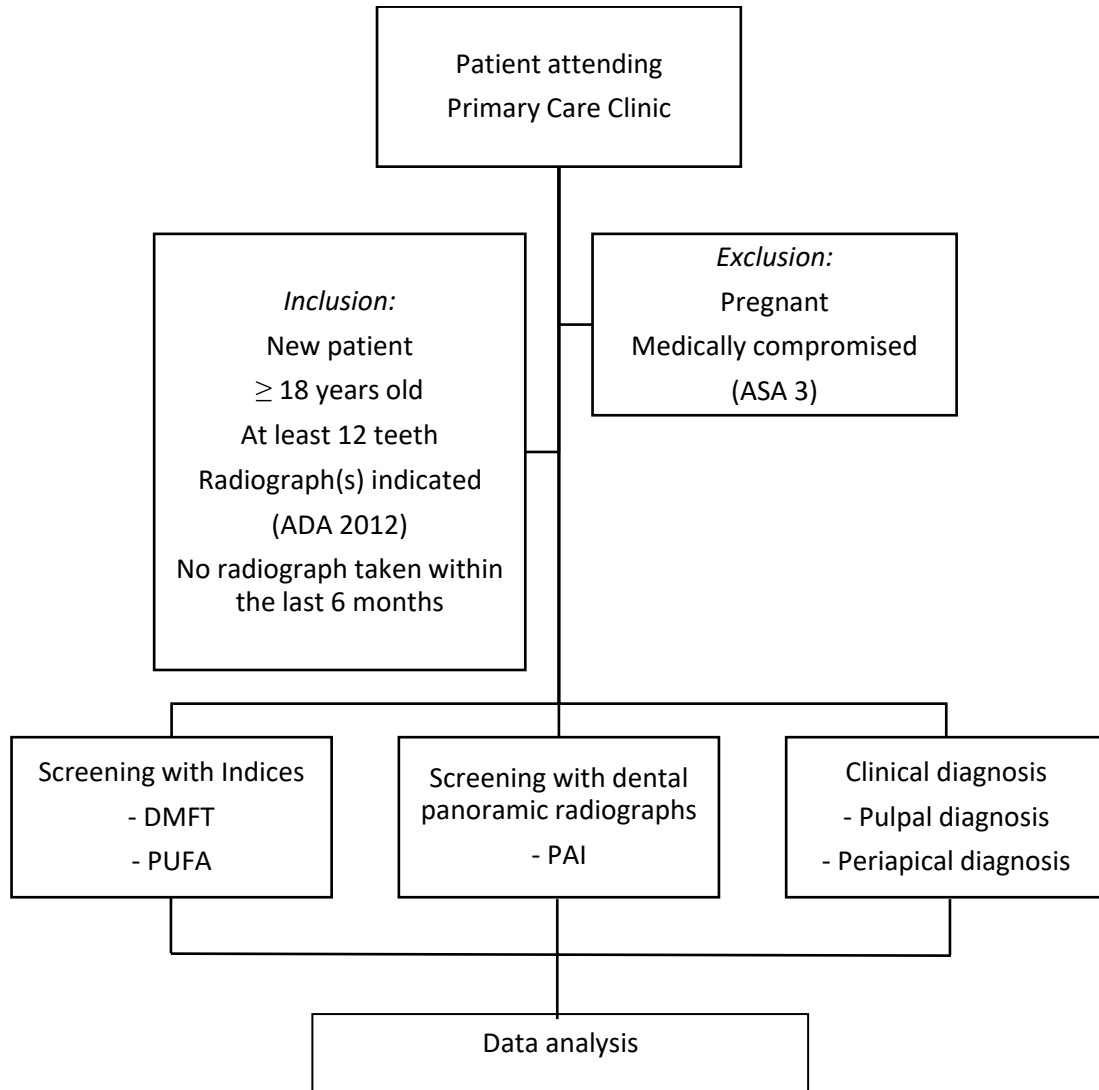 Patient attending
Primary Care Clinic
Inclusion:
New patient
≥ 18 years old
At least 12 teeth
Radiograph(s) indicated
(ADA 2012)
No radiograph taken within
the last 6 months
Exclusion:
Pregnant
Medically compromised
(ASA 3)
Screening with Indices
- DMFT
- PUFA
Screening with dental
panoramic radiographs
- PAI
Clinical diagnosis
- Pulpal diagnosis
- Periapical diagnosis
Data analysis